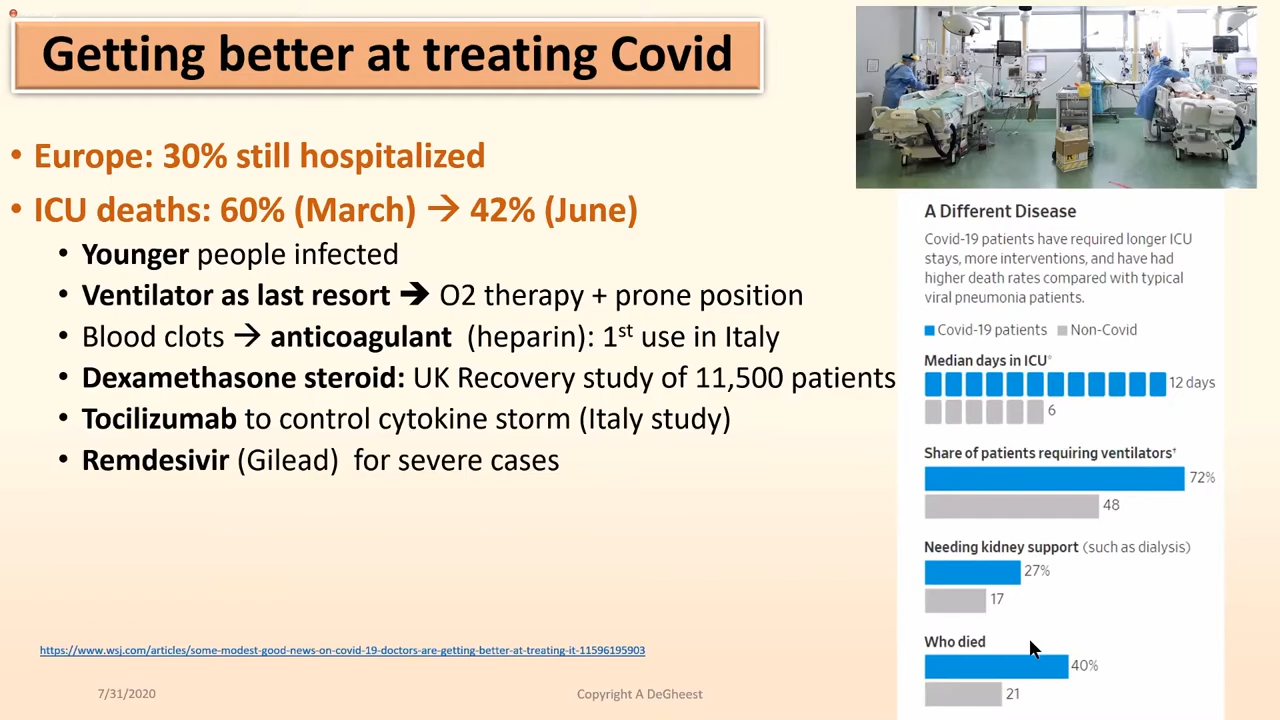 Getting better at treating Covid
• Europe: 30% still hospitalized
• ICU deaths: 60% (March) → 42% (June)
• Younger people infected
• Ventilator as last resort → O2 therapy + prone position
• Blood clots → anticoagulant (heparin): 1st use in Italy
• Dexamethasone steroid: UK Recovery study of 11,500 patients
• Tocilizumab to control cytokine storm (Italy study)
• Remdesivir (Gilead) for severe cases
https://www.wsj.com/articles/some-modest-good-news-on-covid-19-doctors-are-getting-better-at-treating-it-11596195903
7/31/2020
Copyright A DeGheest
A Different Disease
Covid-19 patients have required longer ICU
stays, more interventions, and have had
higher death rates compared with typical
viral pneumonia patients.
Covid-19 patients Non-Covid
Median days in ICU*
12 days
6
Share of patients requiring ventilators†
72%
48
Needing kidney support (such as dialysis)
27%
17
Who died
40%
21